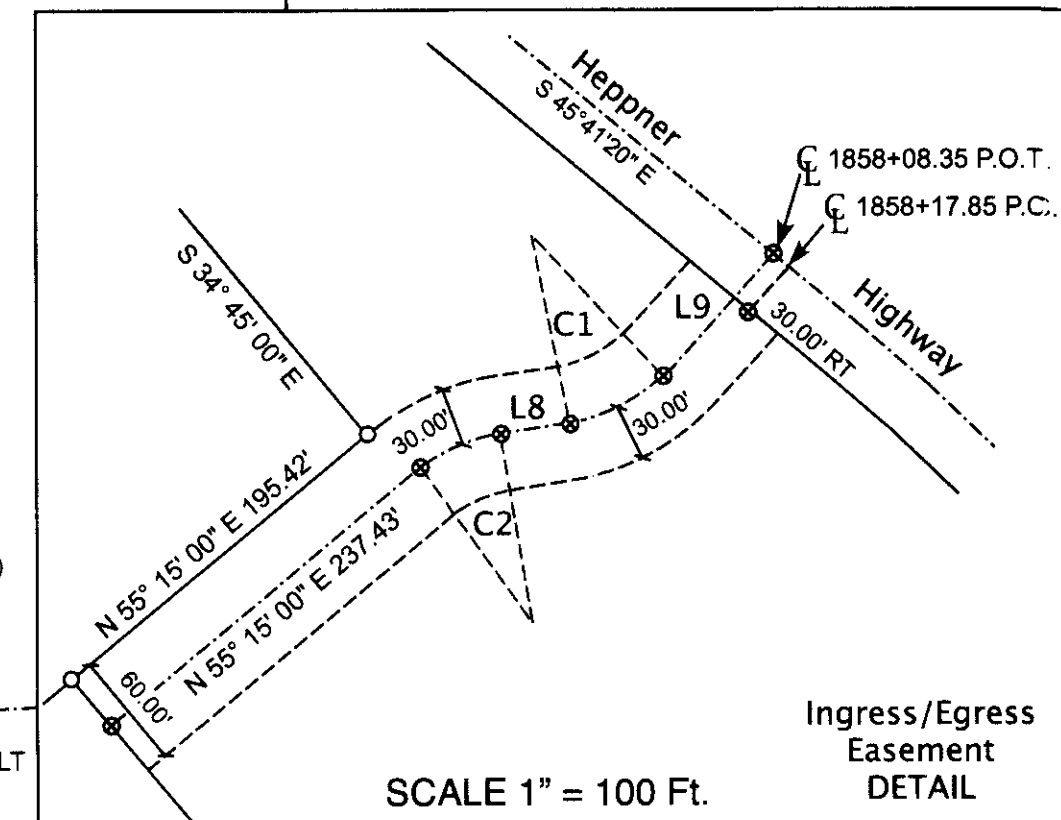 Heppner
S 45°41'20" E
℄ 1858+08.35 P.O.T.
℄ 1858+17.85 P.C.
Highway
S 34° 45' 00" E
C1
L9
30.00' RT
L8
30.00'
30.00'
N 55° 15' 00" E 195.42'
C2
N 55° 15' 00" E 237.43'
60.00'
LT
Ingress/Egress
Easement
DETAIL
SCALE 1" = 100 Ft.